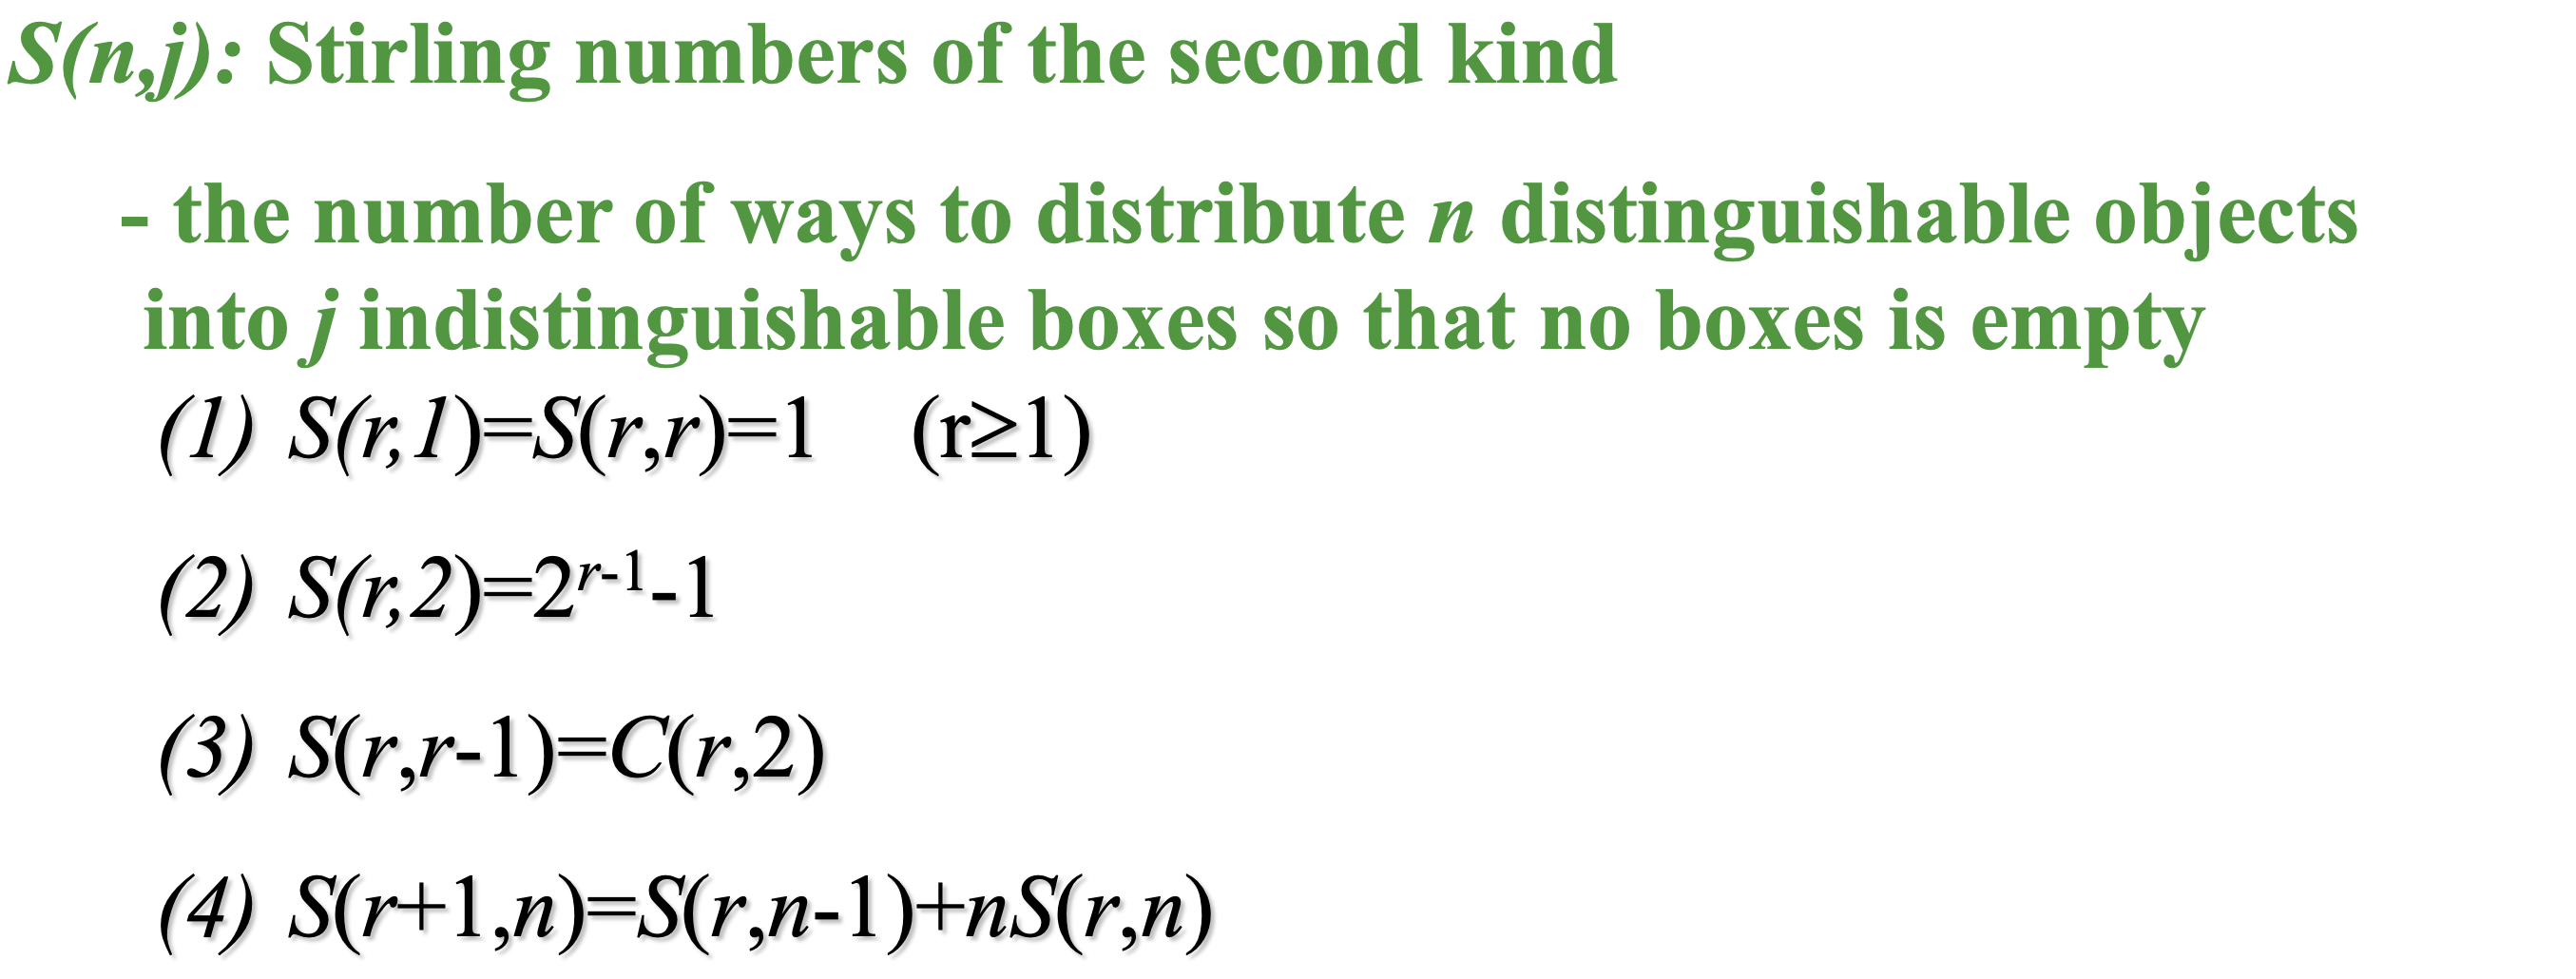 S(n,j): Stirling numbers of the second kind
- the number of ways to distribute n distinguishable objects
into j indistinguishable boxes so that no boxes is empty
(1) S(r,1)=S(r,r)=1 (r≥1)
(2) S(r,2)=2^{r-1}-1
(3) S(r,r-1)=C(r,2)
(4) S(r+1,n)=S(r,n-1)+nS(r,n)